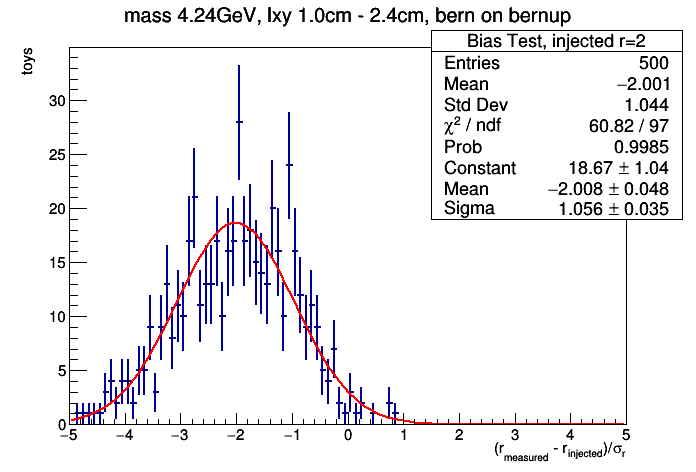 mass 4.24GeV, lxy 1.0cm - 2.4cm, bern on bernup
toys
Bias Test, injected r=2
Entries 500
Mean −2.001
Std Dev 1.044
χ² / ndf 60.82 / 97
Prob 0.9985
Constant 18.67 ± 1.04
Mean −2.008 ± 0.048
Sigma 1.056 ± 0.035
30
25
20
15
10
5
0
−5 −4 −3 −2 −1 0 1 2 3 4 5
(r_measured - r_injected)/σ_r